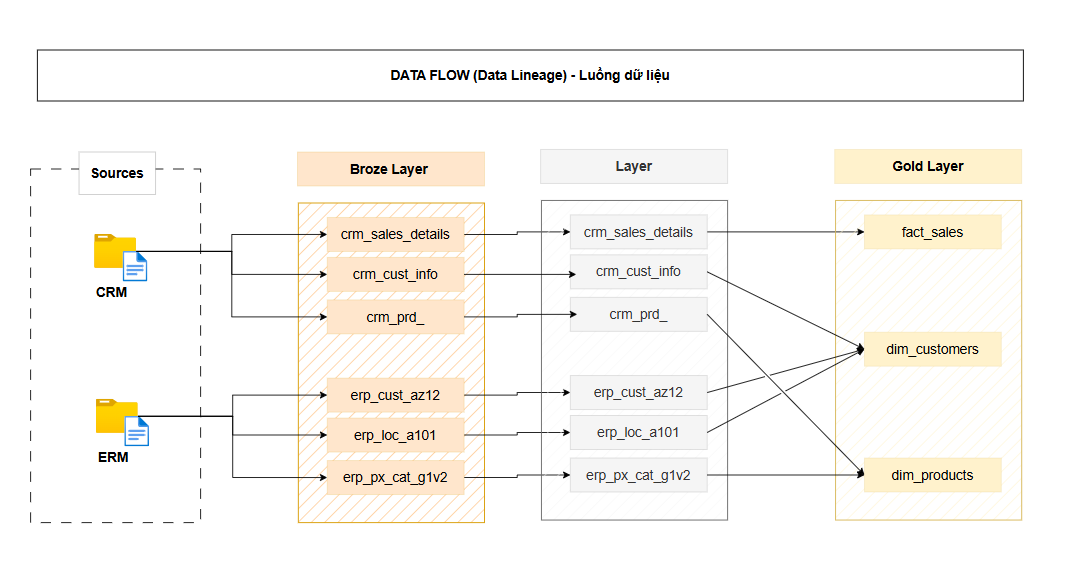 DATA FLOW (Data Lineage) - Luồng dữ liệu
Sources
Broze Layer
Layer
Gold Layer
CRM
ERM
crm_sales_details
crm_cust_info
crm_prd_
erp_cust_az12
erp_loc_a101
erp_px_cat_g1v2
crm_sales_details
crm_cust_info
crm_prd_
erp_cust_az12
erp_loc_a101
erp_px_cat_g1v2
fact_sales
dim_customers
dim_products